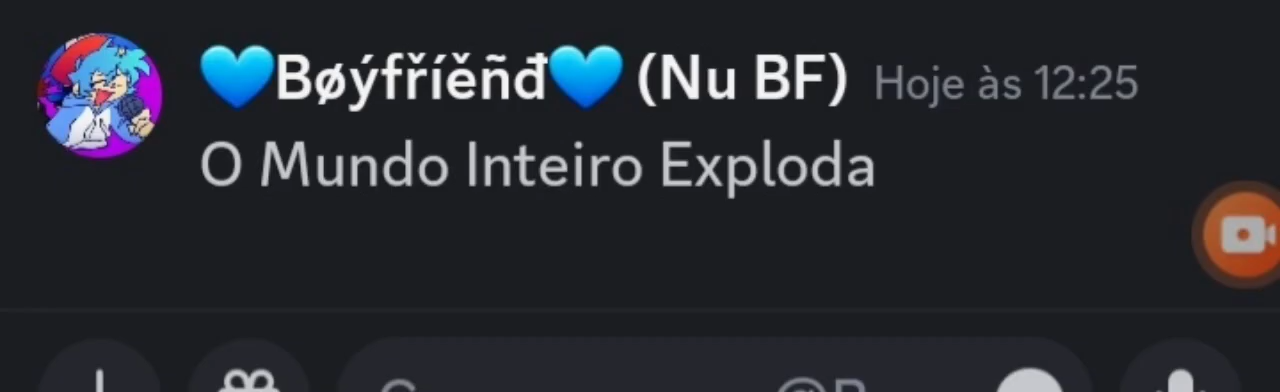 💙Bøýfříěñđ💙 (Nu BF) Hoje às 12:25
O Mundo Inteiro Exploda